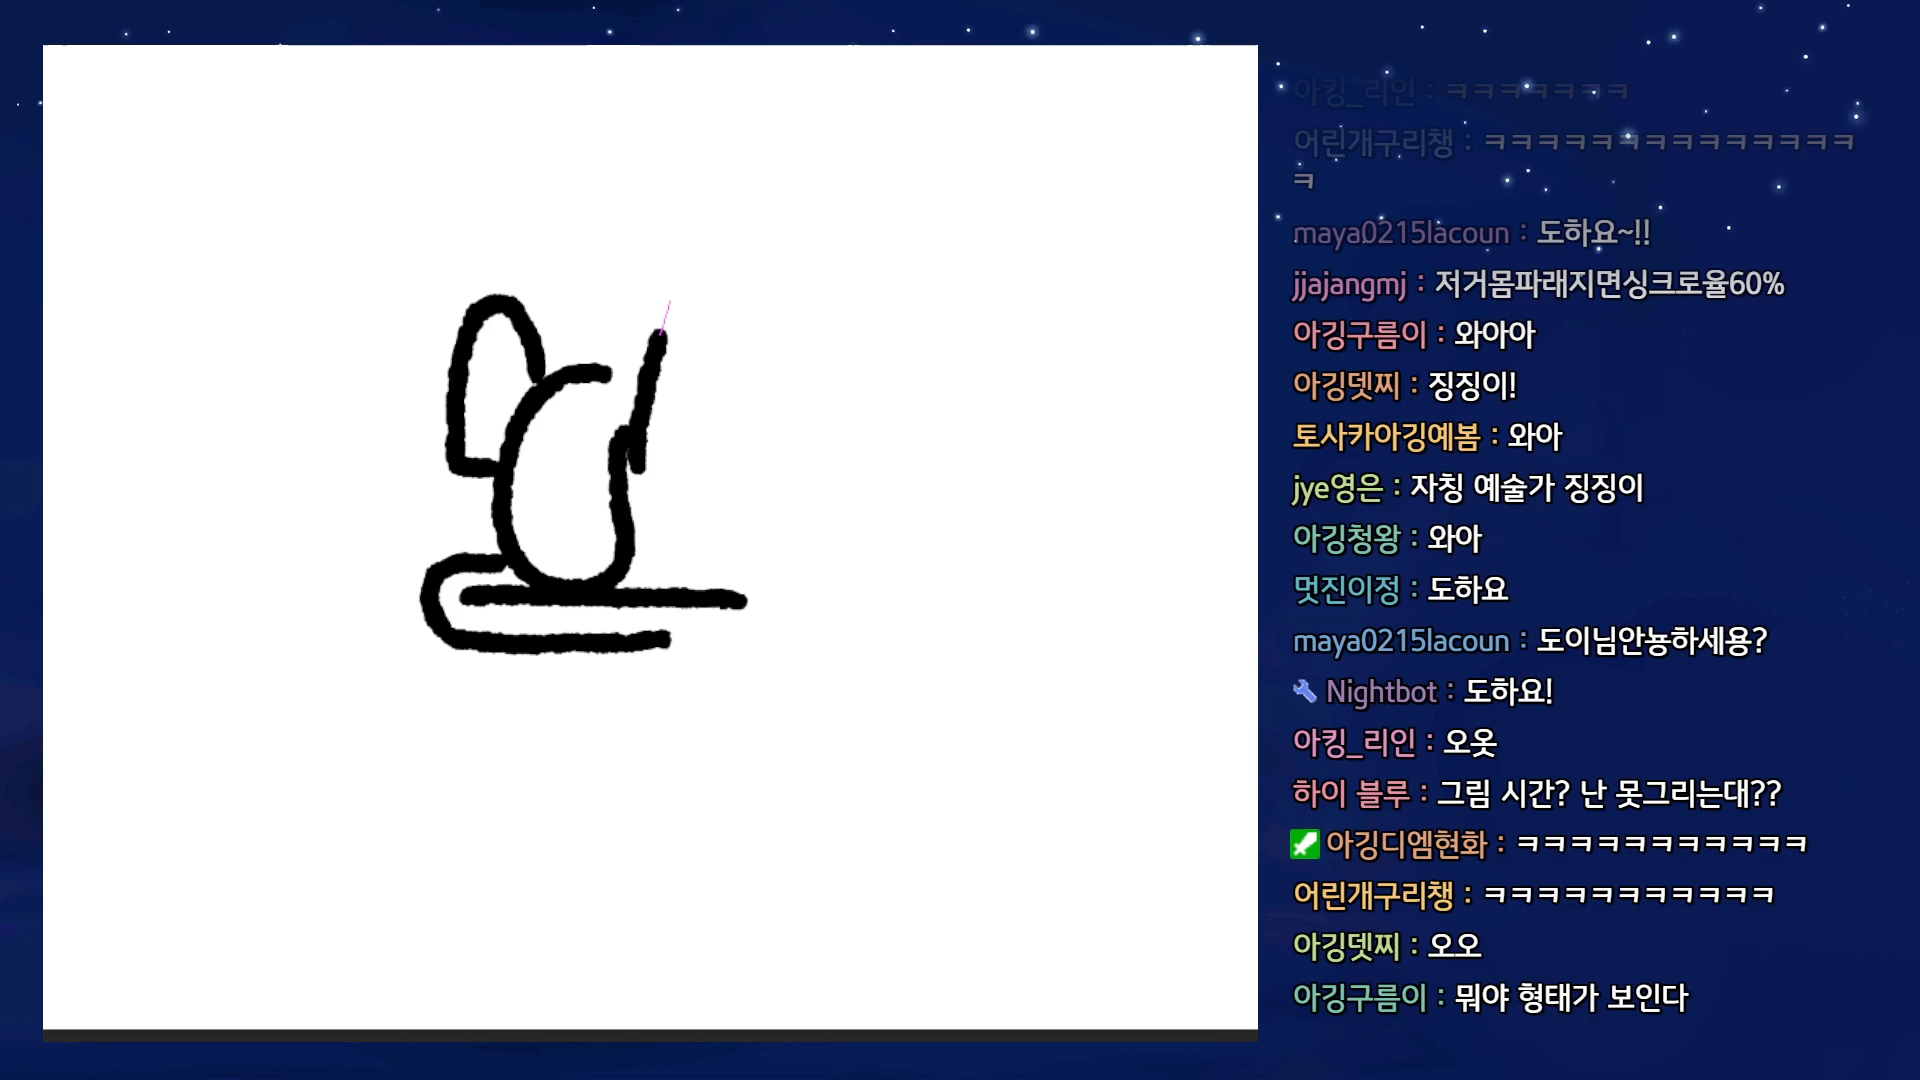 아킹_리인 : ㅋㅋㅋㅋㅋㅋㅋ
어린개구리챙 : ㅋㅋㅋㅋㅋㅋㅋㅋㅋㅋㅋㅋㅋㅋ
ㅋ
maya0215lacoun : 도하요~!!
jjajangmj : 저거몸파래지면싱크로율60%
아깅구름이 : 와아아
아깅뎃찌 : 징징이!
토사카아깅예봄 : 와아
jye영은 : 자칭 예술가 징징이
아깅청왕 : 와아
멋진이정 : 도하요
maya0215lacoun : 도이님안뇽하세용?
Nightbot : 도하요!
아킹_리인 : 오옷
하이 블루 : 그림 시간? 난 못그리는대??
아깅디엠현화 : ㅋㅋㅋㅋㅋㅋㅋㅋㅋㅋㅋ
어린개구리챙 : ㅋㅋㅋㅋㅋㅋㅋㅋㅋㅋㅋ
아깅뎃찌 : 오오
아깅구름이 : 뭐야 형태가 보인다